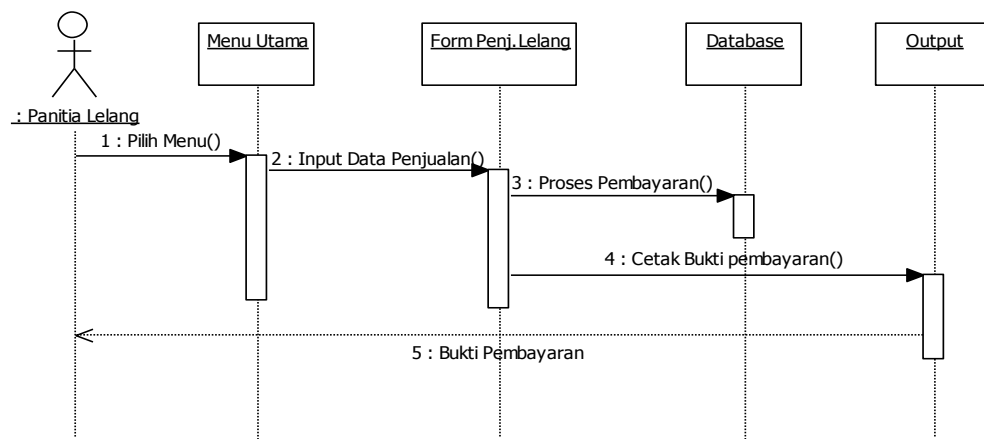 Menu Utama
Form Penj.Lelang
Database
Output
: Panitia Lelang
1 : Pilih Menu()
2 : Input Data Penjualan()
3 : Proses Pembayaran()
4 : Cetak Bukti pembayaran()
5 : Bukti Pembayaran